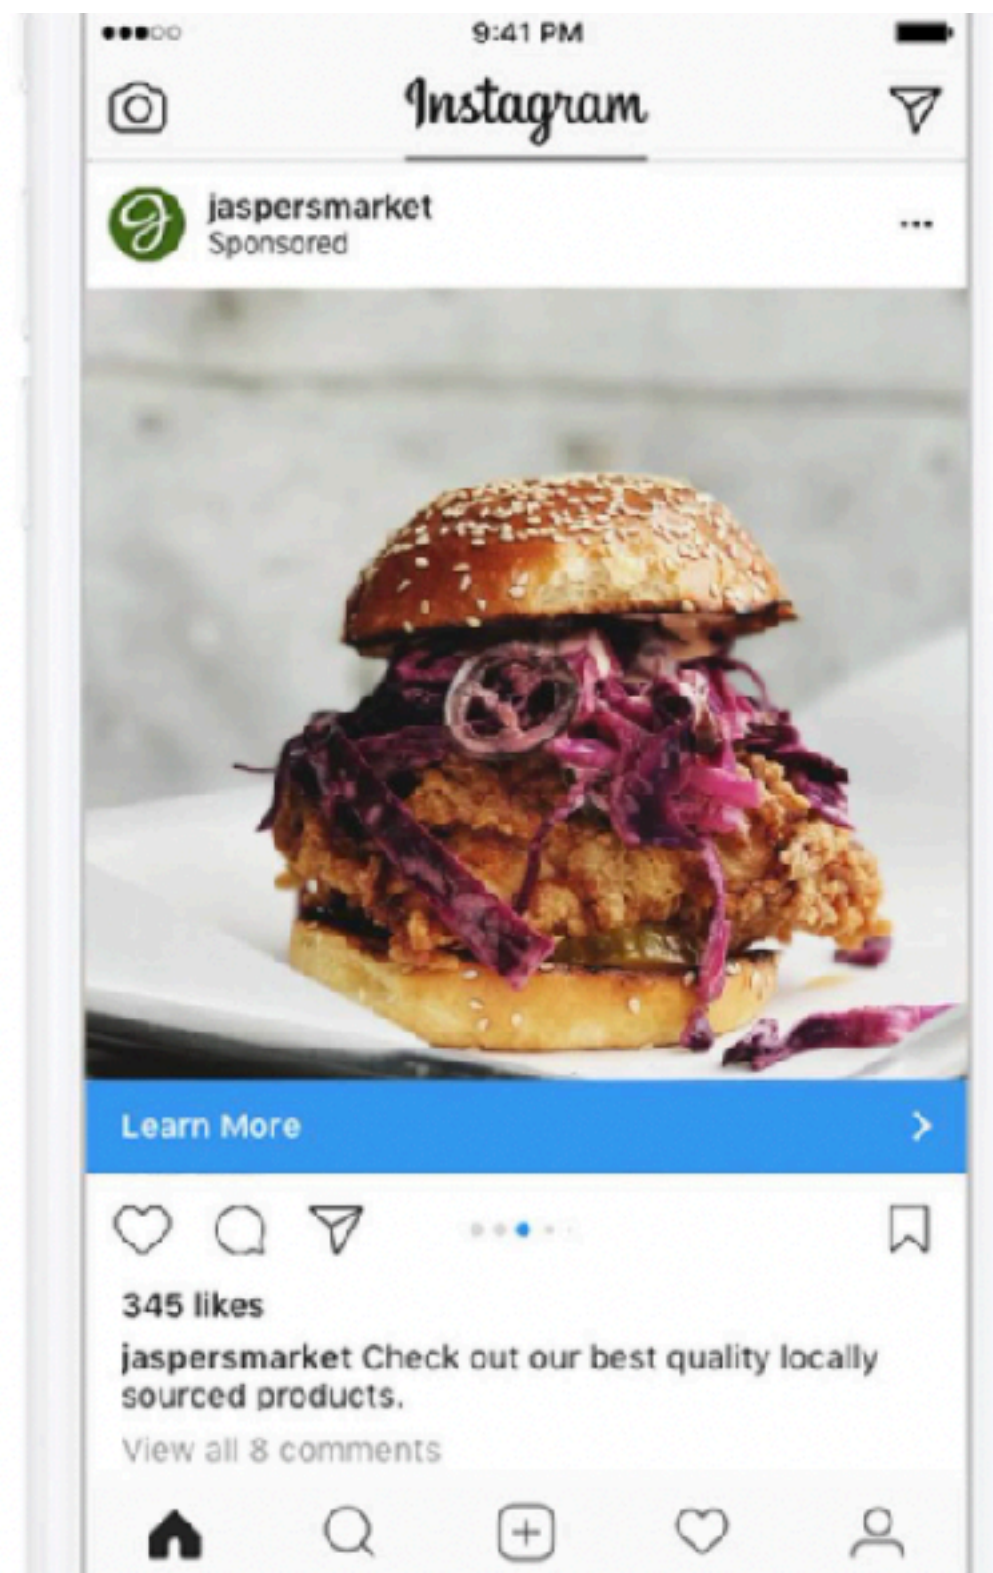 9:41 PM
Instagram
jaspersmarket
Sponsored
Learn More
345 likes
jaspersmarket Check out our best quality locally
sourced products.
View all 8 comments